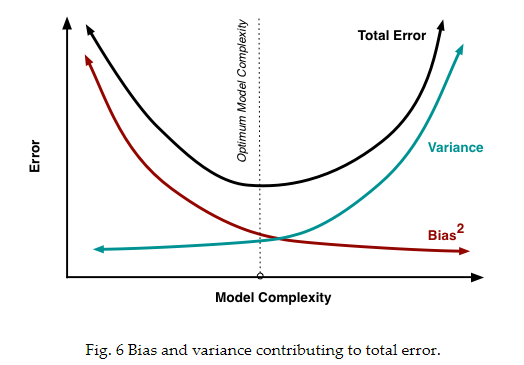 Total Error
Optimum Model Complexity
Variance
Error
Bias2
Model Complexity
Fig. 6 Bias and variance contributing to total error.